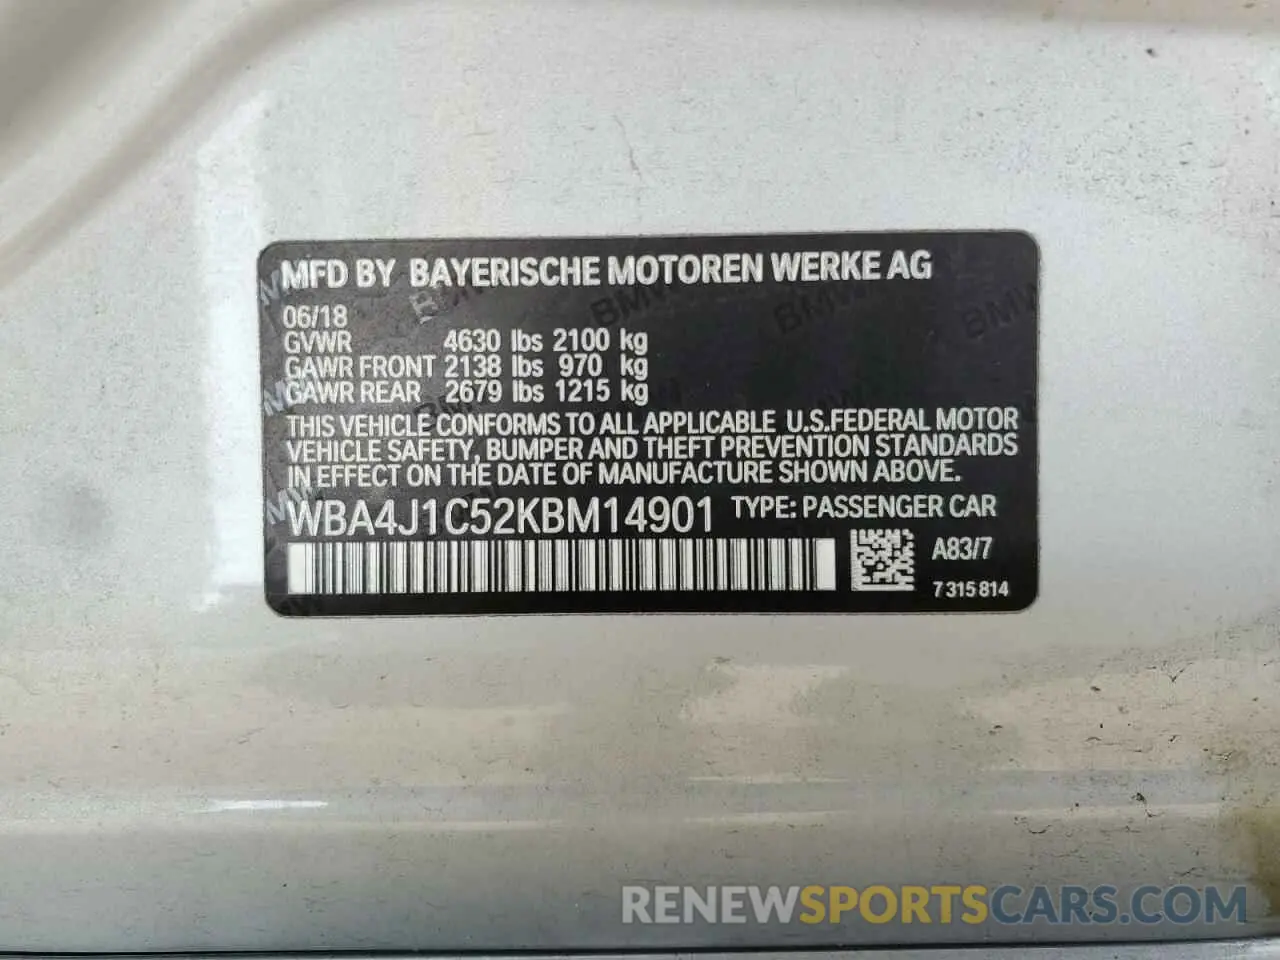 MFD BY BAYERISCHE MOTOREN WERKE AG
06/18
GVWR 4630 lbs 2100 kg
GAWR FRONT 2138 lbs 970 kg
GAWR REAR 2679 lbs 1215 kg
THIS VEHICLE CONFORMS TO ALL APPLICABLE U.S.FEDERAL MOTOR
VEHICLE SAFETY, BUMPER AND THEFT PREVENTION STANDARDS
IN EFFECT ON THE DATE OF MANUFACTURE SHOWN ABOVE.
WBA4J1C52KBM14901 TYPE: PASSENGER CAR
A83/7
7 315 814
RENEWSPORTSCARS.COM